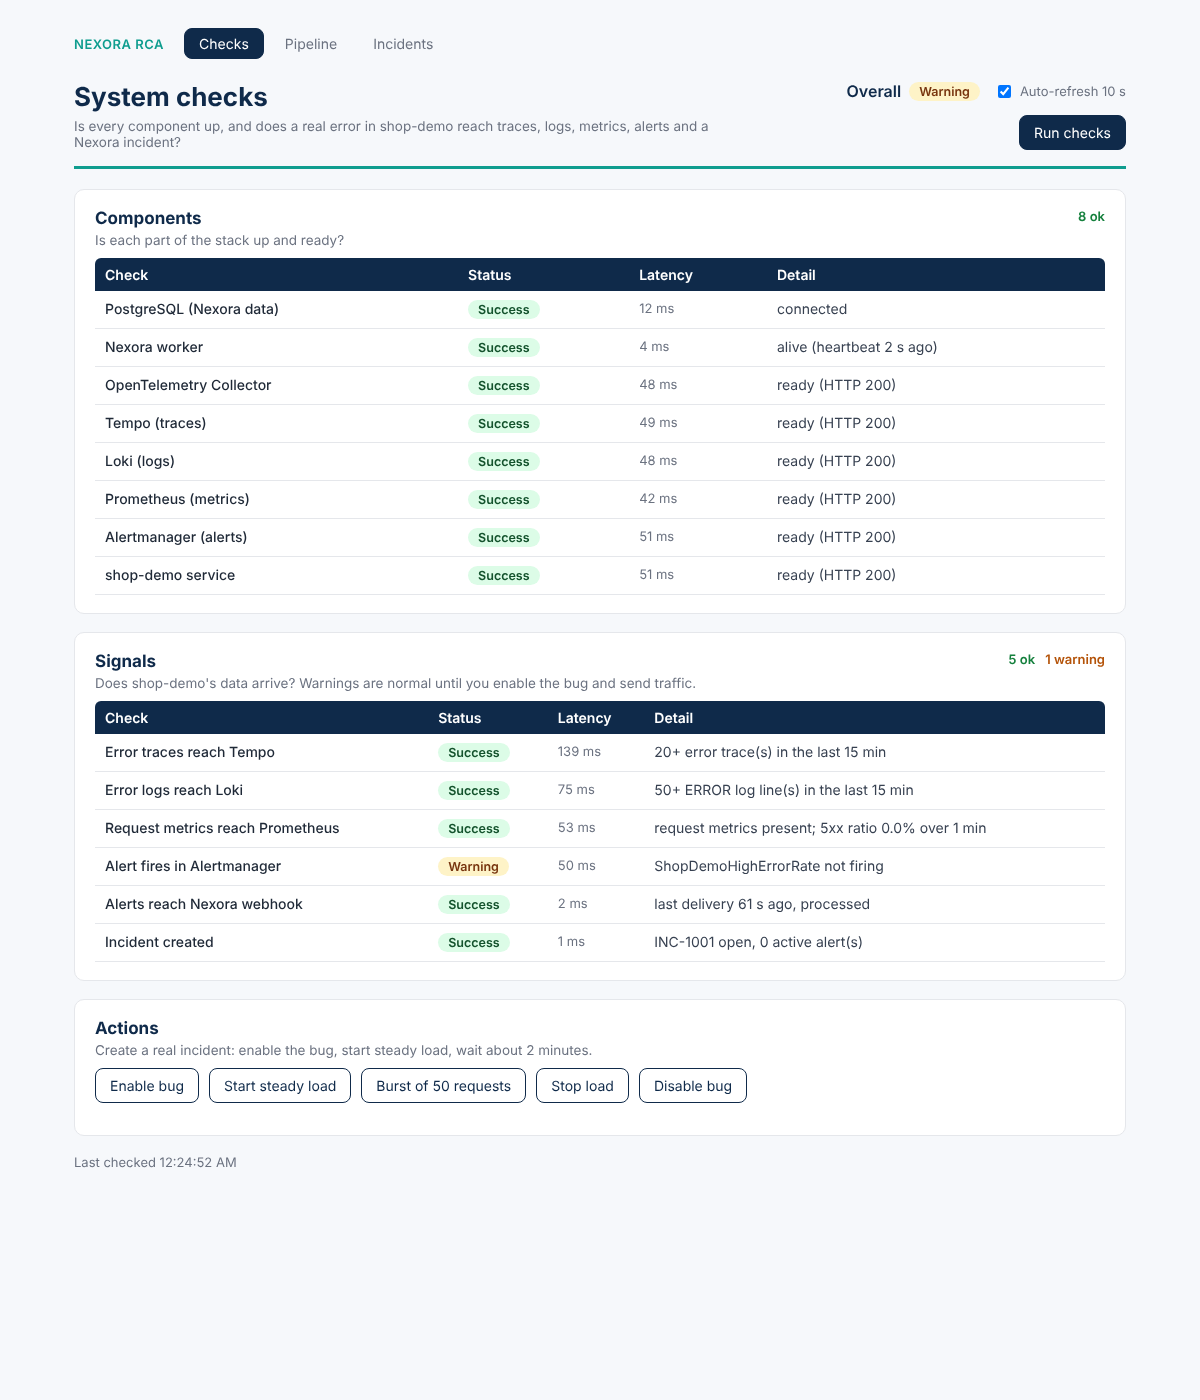 NEXORA RCA Checks Pipeline Incidents
System checks
Overall Warning Auto-refresh 10 s
Is every component up, and does a real error in shop-demo reach traces, logs, metrics, alerts and a
Nexora incident?
Run checks
Components 8 ok
Is each part of the stack up and ready?
Check Status Latency Detail
PostgreSQL (Nexora data) Success 12 ms connected
Nexora worker Success 4 ms alive (heartbeat 2 s ago)
OpenTelemetry Collector Success 48 ms ready (HTTP 200)
Tempo (traces) Success 49 ms ready (HTTP 200)
Loki (logs) Success 48 ms ready (HTTP 200)
Prometheus (metrics) Success 42 ms ready (HTTP 200)
Alertmanager (alerts) Success 51 ms ready (HTTP 200)
shop-demo service Success 51 ms ready (HTTP 200)
Signals 5 ok 1 warning
Does shop-demo's data arrive? Warnings are normal until you enable the bug and send traffic.
Check Status Latency Detail
Error traces reach Tempo Success 139 ms 20+ error trace(s) in the last 15 min
Error logs reach Loki Success 75 ms 50+ ERROR log line(s) in the last 15 min
Request metrics reach Prometheus Success 53 ms request metrics present; 5xx ratio 0.0% over 1 min
Alert fires in Alertmanager Warning 50 ms ShopDemoHighErrorRate not firing
Alerts reach Nexora webhook Success 2 ms last delivery 61 s ago, processed
Incident created Success 1 ms INC-1001 open, 0 active alert(s)
Actions
Create a real incident: enable the bug, start steady load, wait about 2 minutes.
Enable bug Start steady load Burst of 50 requests Stop load Disable bug
Last checked 12:24:52 AM